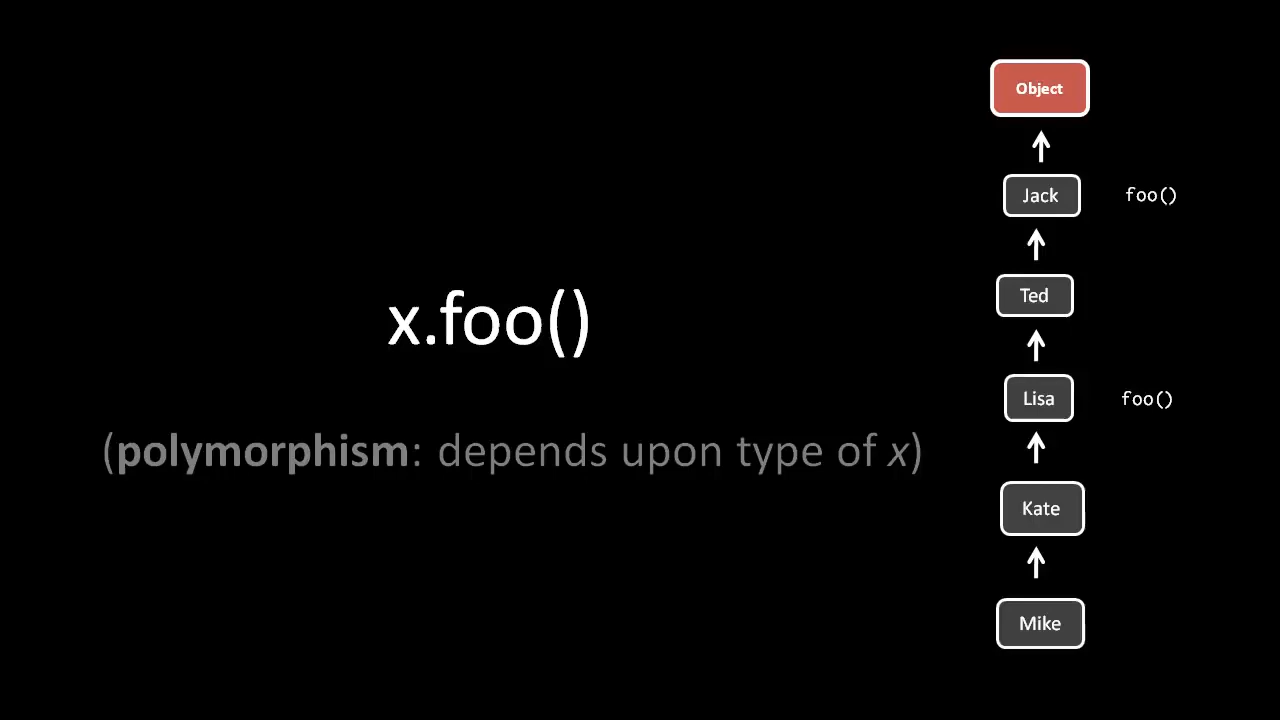 Object
Jack foo()
Ted
x.foo()
Lisa foo()
(polymorphism: depends upon type of x)
Kate
Mike